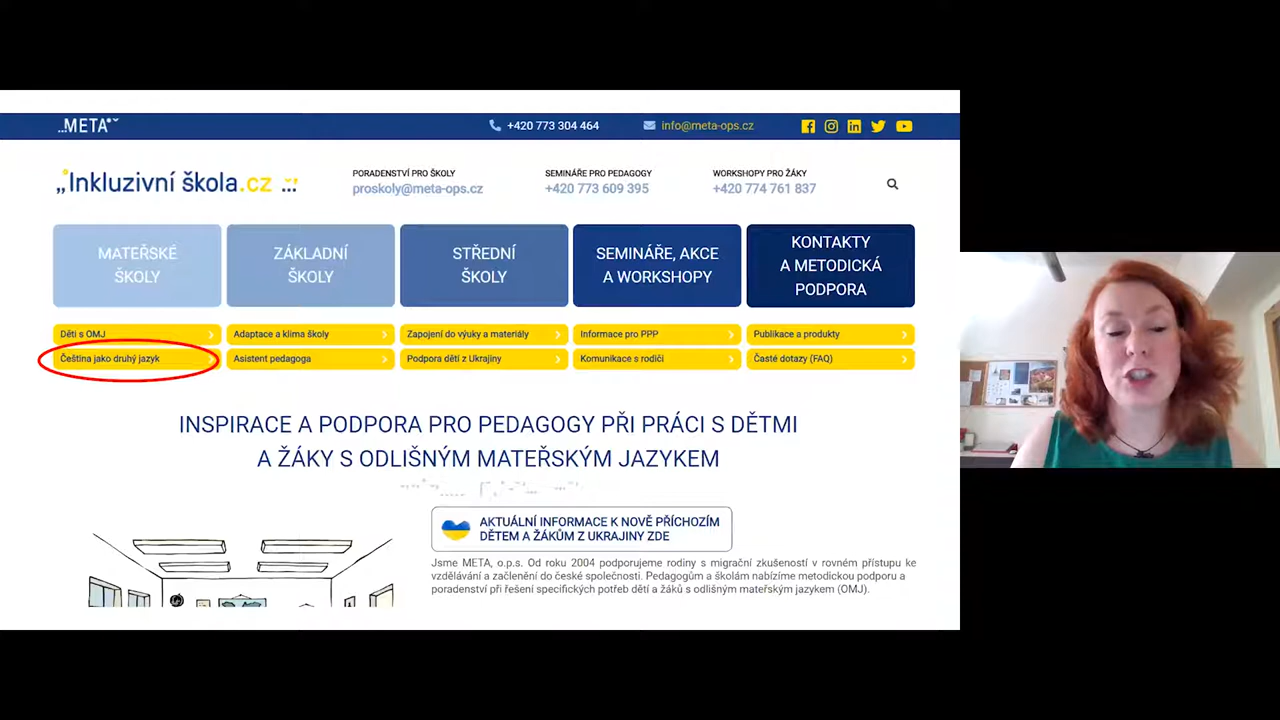 ...META
+420 773 304 464
info@meta-ops.cz
„Inkluzivní škola.cz ...
PORADENSTVÍ PRO ŠKOLY
proskoly@meta-ops.cz
SEMINÁŘE PRO PEDAGOGY
+420 773 609 395
WORKSHOPY PRO ŽÁKY
+420 774 761 837
MATEŘSKÉ
ŠKOLY
ZÁKLADNÍ
ŠKOLY
STŘEDNÍ
ŠKOLY
SEMINÁŘE, AKCE
A WORKSHOPY
KONTAKTY
A METODICKÁ
PODPORA
Děti s OMJ
Adaptace a klima školy
Zapojení do výuky a materiály
Informace pro PPP
Publikace a produkty
Čeština jako druhý jazyk
Asistent pedagoga
Podpora dětí z Ukrajiny
Komunikace s rodiči
Časté dotazy (FAQ)
INSPIRACE A PODPORA PRO PEDAGOGY PŘI PRÁCI S DĚTMI
A ŽÁKY S ODLIŠNÝM MATEŘSKÝM JAZYKEM
AKTUÁLNÍ INFORMACE K NOVĚ PŘÍCHOZÍM
DĚTEM A ŽÁKŮM Z UKRAJINY ZDE
Jsme META, o.p.s. Od roku 2004 podporujeme rodiny s migrační zkušeností v rovném přístupu ke
vzdělávání a začlenění do české společnosti. Pedagogům a školám nabízíme metodickou podporu a
poradenství při řešení specifických potřeb dětí a žáků s odlišným mateřským jazykem (OMJ).